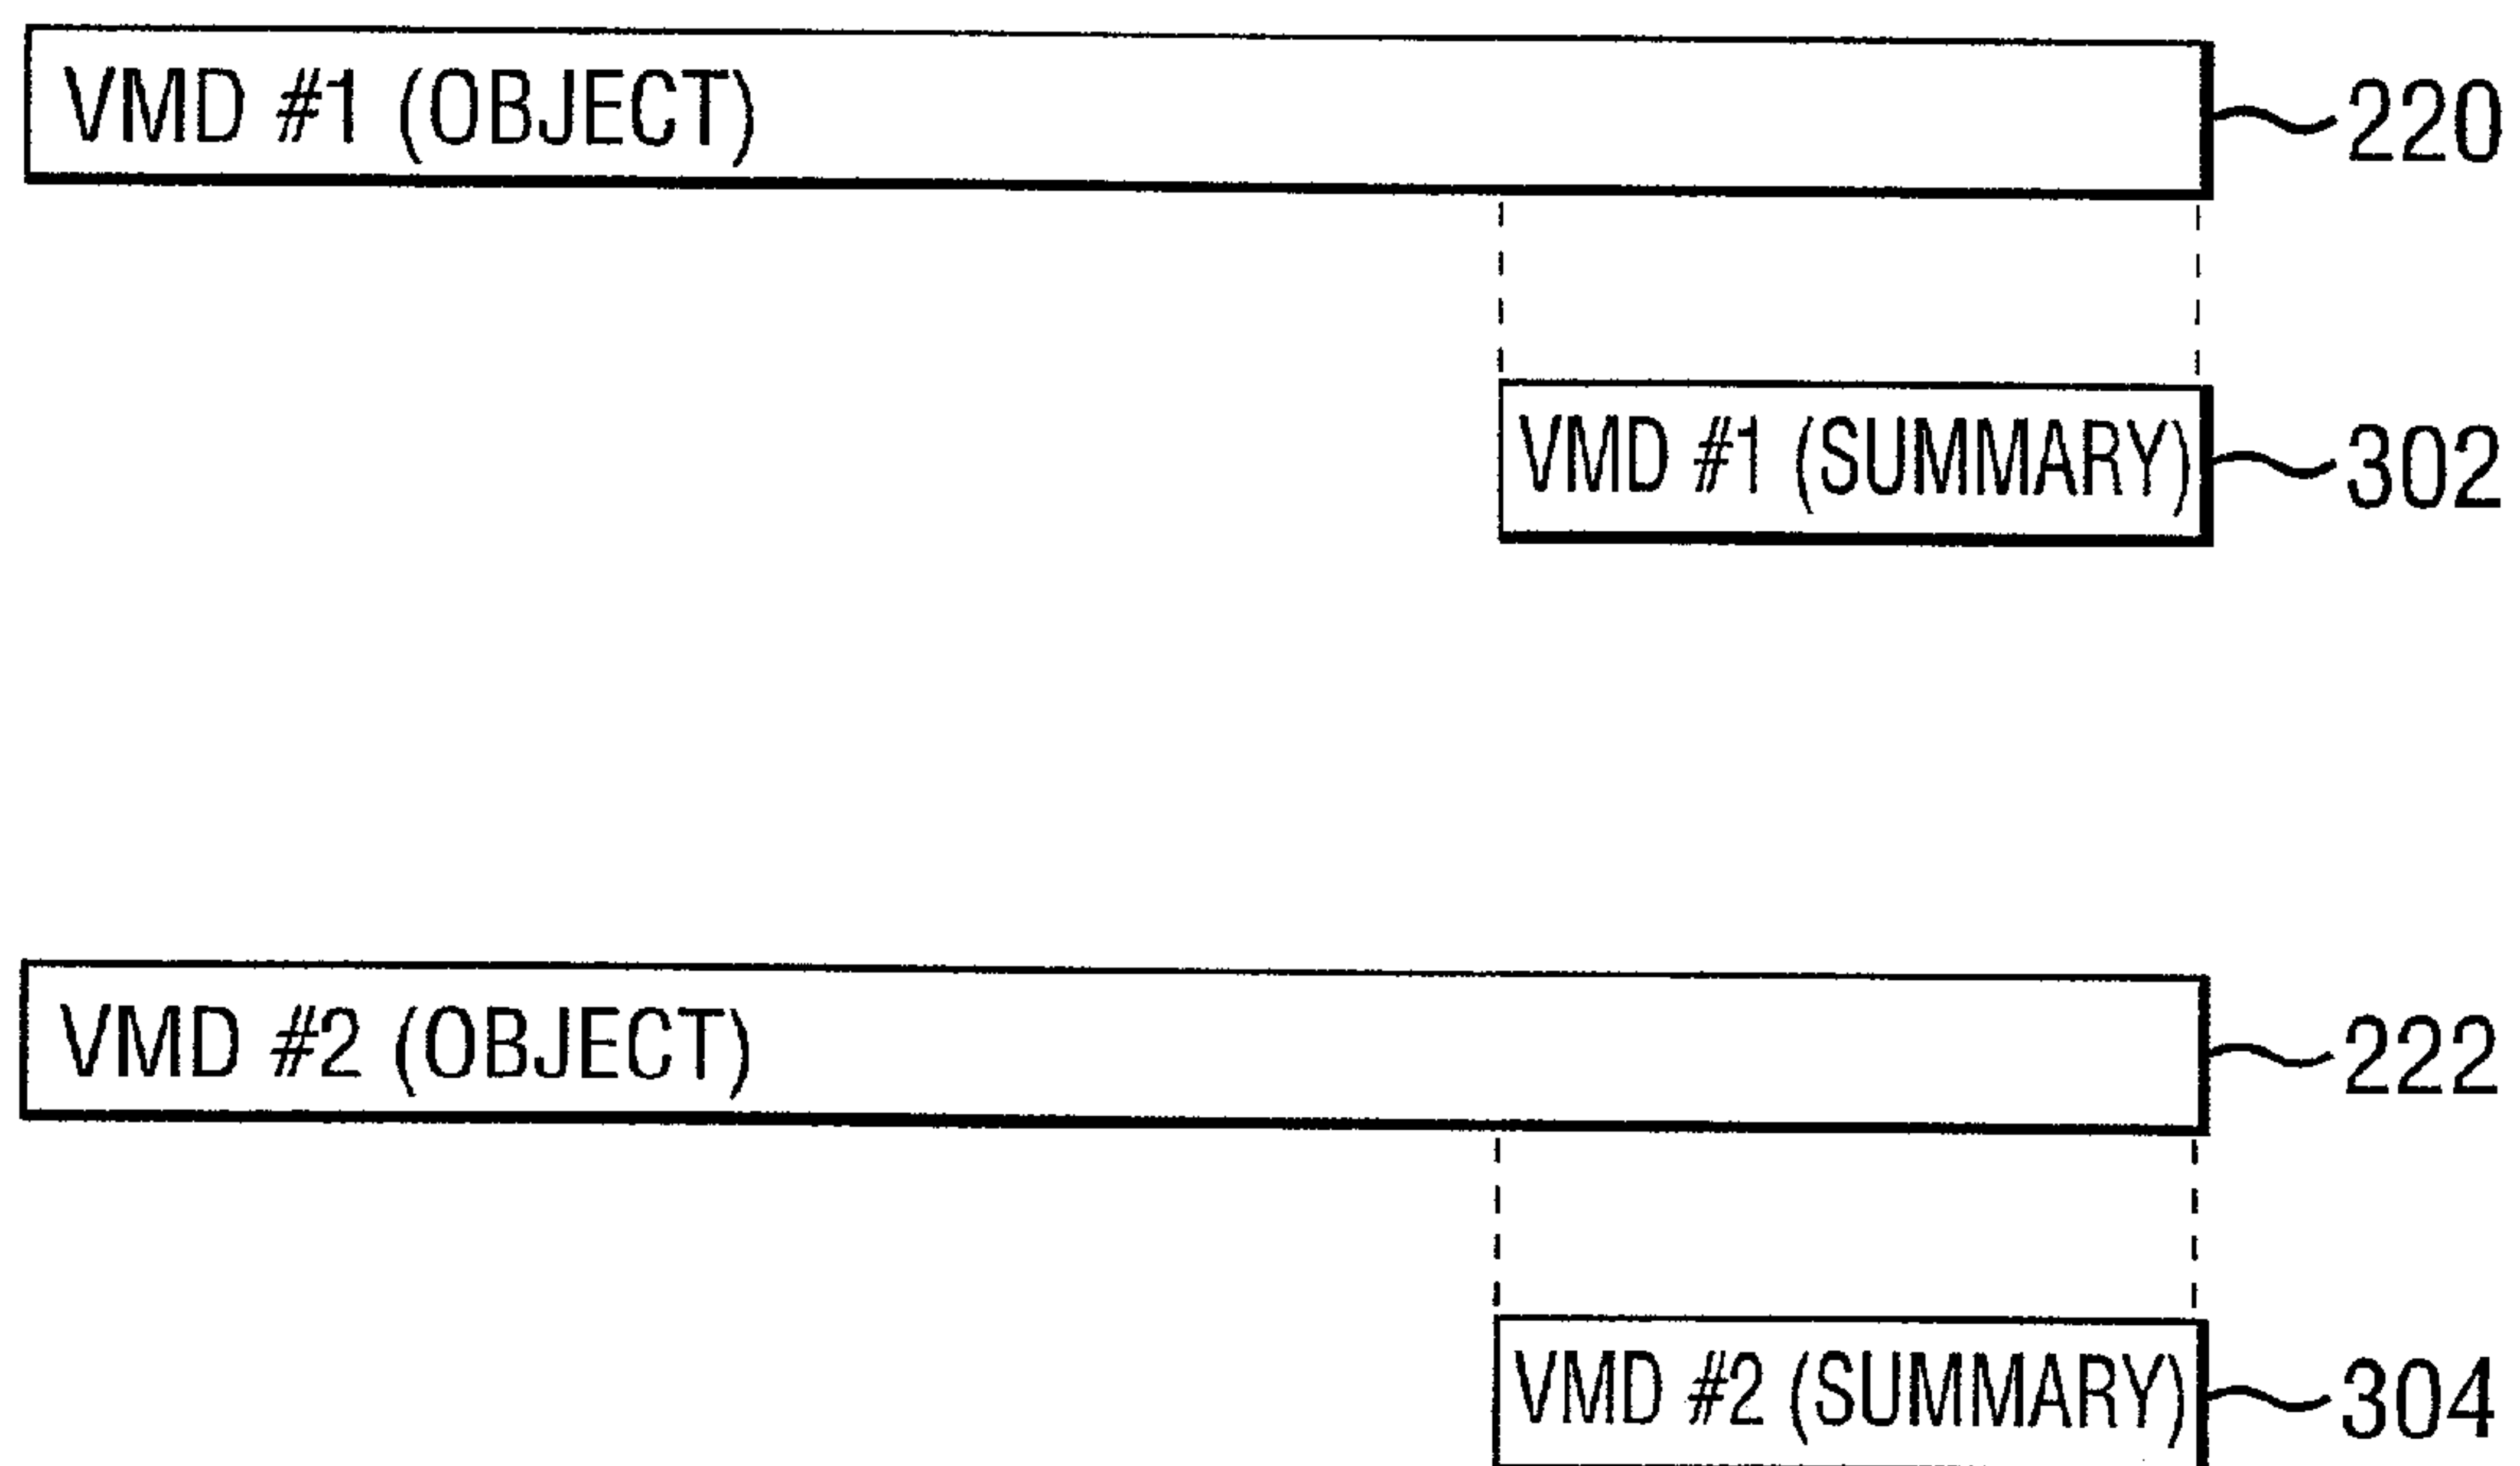 VMD #1 (OBJECT) 220
VMD #1 (SUMMARY) 302
VMD #2 (OBJECT) 222
VMD #2 (SUMMARY) 304